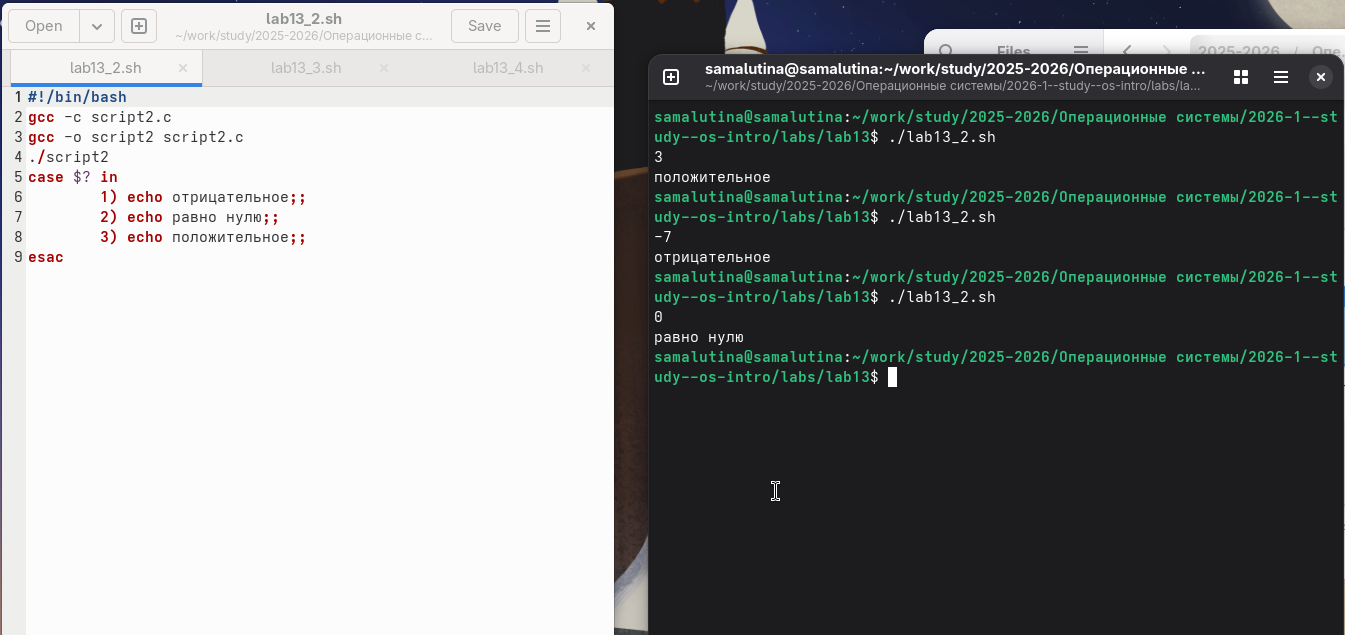 Open
lab13_2.sh
~/work/study/2025-2026/Операционные с...
Save
lab13_2.sh
lab13_3.sh
lab13_4.sh
1 #!/bin/bash
2 gcc -c script2.c
3 gcc -o script2 script2.c
4 ./script2
5 case $? in
6         1) echo отрицательное;;
7         2) echo равно нулю;;
8         3) echo положительное;;
9 esac
Files
2025-2026 / Опе
samalutina@samalutina:~/work/study/2025-2026/Операционные ...
~/work/study/2025-2026/Операционные системы/2026-1--study--os-intro/labs/la...
samalutina@samalutina:~/work/study/2025-2026/Операционные системы/2026-1--st
udy--os-intro/labs/lab13$ ./lab13_2.sh
3
положительное
samalutina@samalutina:~/work/study/2025-2026/Операционные системы/2026-1--st
udy--os-intro/labs/lab13$ ./lab13_2.sh
-7
отрицательное
samalutina@samalutina:~/work/study/2025-2026/Операционные системы/2026-1--st
udy--os-intro/labs/lab13$ ./lab13_2.sh
0
равно нулю
samalutina@samalutina:~/work/study/2025-2026/Операционные системы/2026-1--st
udy--os-intro/labs/lab13$